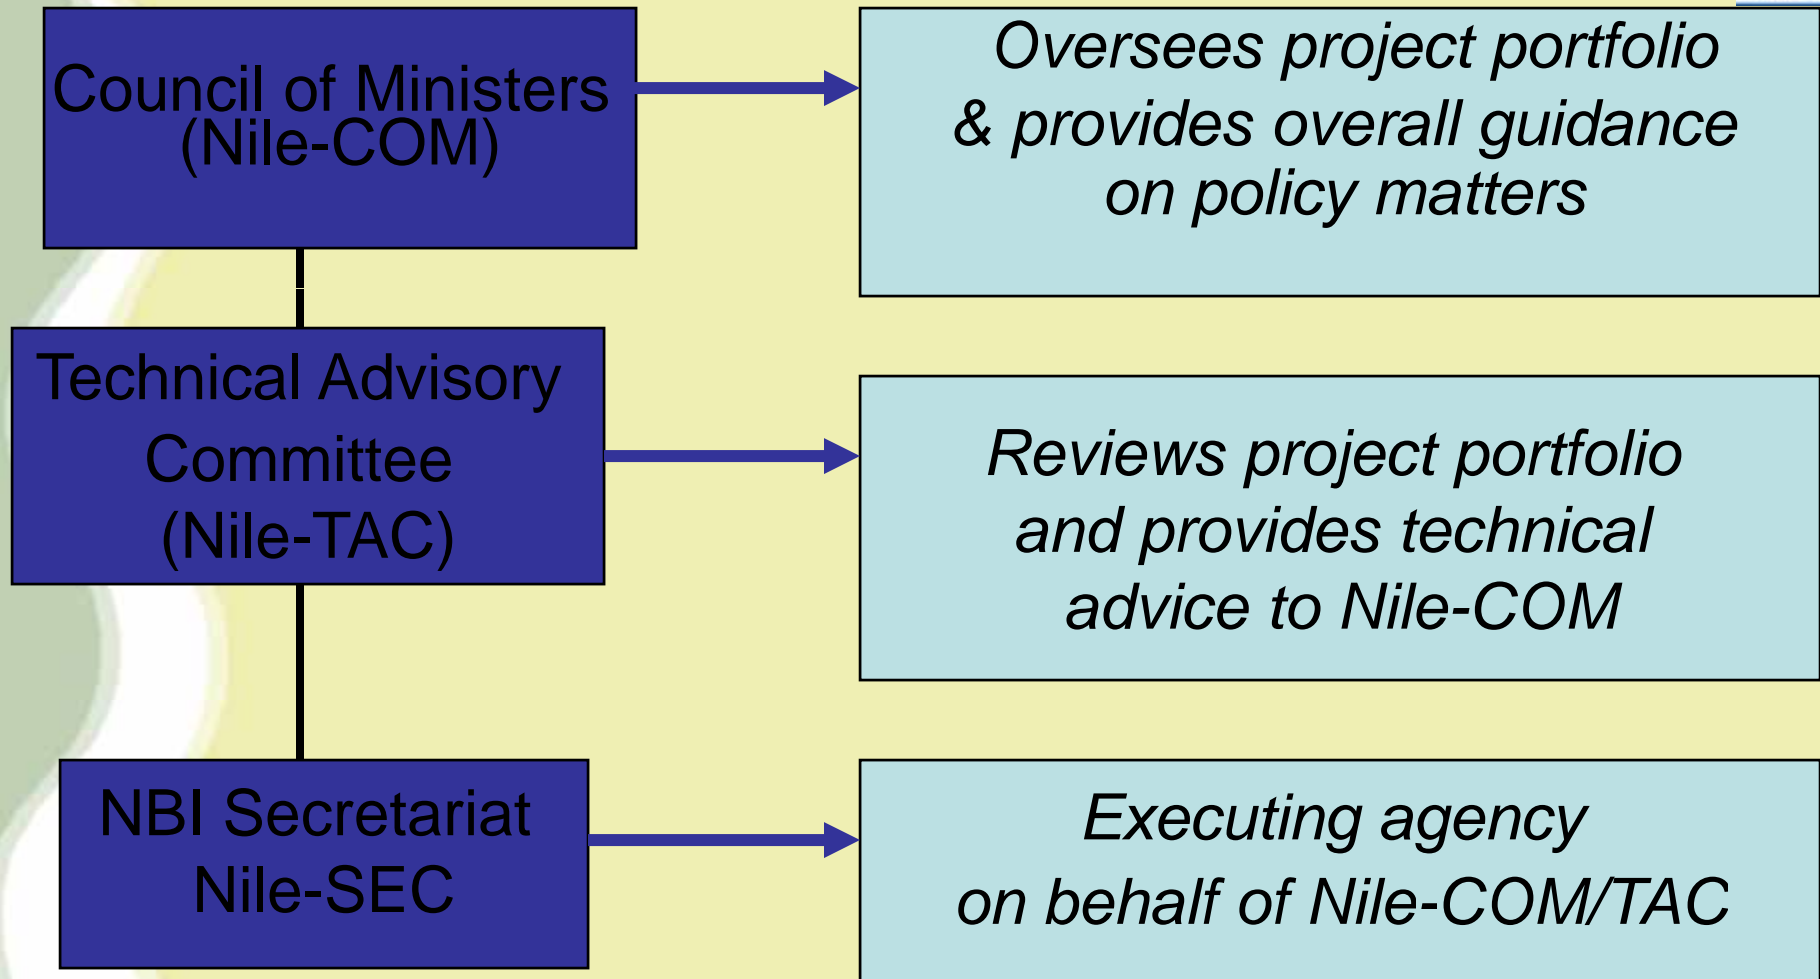 Council of Ministers
(Nile-COM)
Oversees project portfolio
& provides overall guidance
on policy matters
Technical Advisory
Committee
(Nile-TAC)
Reviews project portfolio
and provides technical
advice to Nile-COM
NBI Secretariat
Nile-SEC
Executing agency
on behalf of Nile-COM/TAC